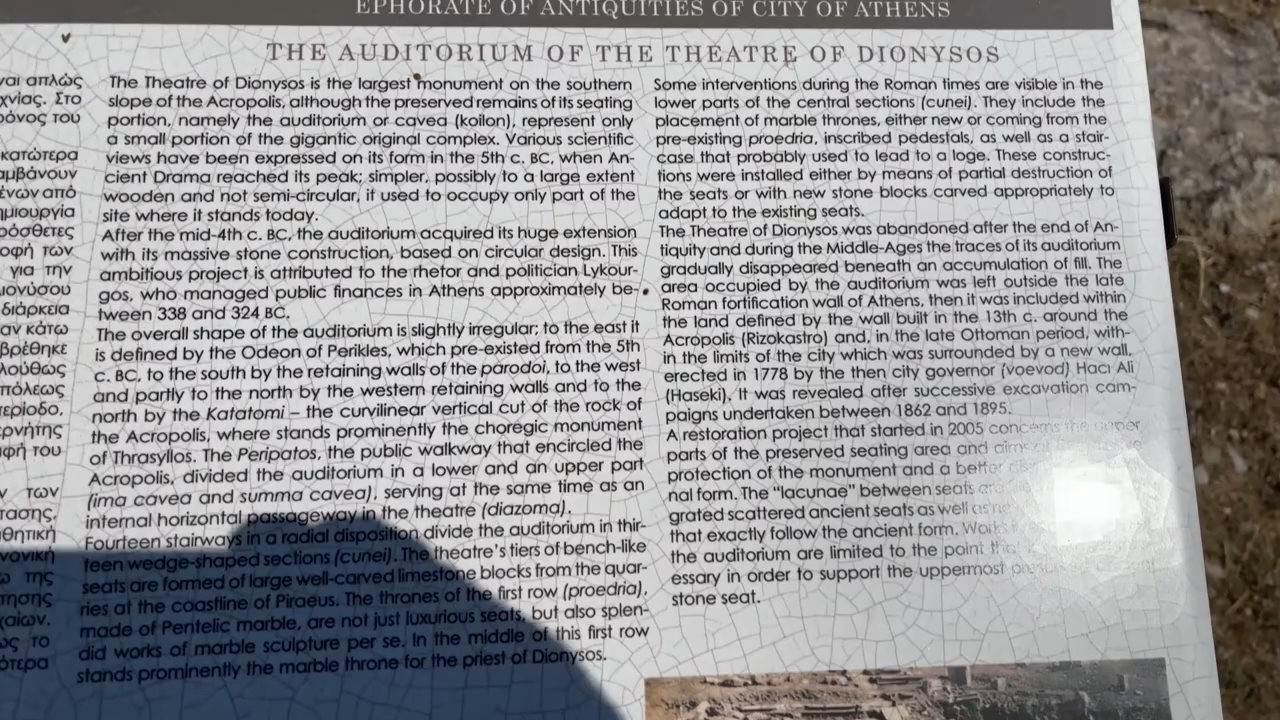 EPHORATE OF ANTIQUITIES OF CITY OF ATHENS
THE AUDITORIUM OF THE THEATRE OF DIONYSOS
ναι απλώς
χνίας. Στο
ρόνος του
κατώτερα
αμβάνουν
ένων από
ημιουργία
ρόσθετες
οφή των
για την
ιονύσου
διάρκεια
αν κάτω
βρέθηκε
λούθως
πόλεως
τερίοδο,
ερνήτης
φή του
ν των
τασης,
θητική
νονική
ω της
τησης
χαίων,
ως το
ότερα
The Theatre of Dionysos is the largest monument on the southern
slope of the Acropolis, although the preserved remains of its seating
portion, namely the auditorium or cavea (koilon), represent only
a small portion of the gigantic original complex. Various scientific
views have been expressed on its form in the 5th c. BC, when An-
cient Drama reached its peak; simpler, possibly to a large extent
wooden and not semi-circular, it used to occupy only part of the
site where it stands today.
After the mid-4th c. BC, the auditorium acquired its huge extension
with its massive stone construction, based on circular design. This
ambitious project is attributed to the rhetor and politician Lykour-
gos, who managed public finances in Athens approximately be-
tween 338 and 324 BC.
The overall shape of the auditorium is slightly irregular; to the east it
is defined by the Odeon of Perikles, which pre-existed from the 5th
c. BC, to the south by the retaining walls of the parodoi, to the west
and partly to the north by the western retaining walls and to the
north by the Katatomi – the curvilinear vertical cut of the rock of
the Acropolis, where stands prominently the choregic monument
of Thrasyllos. The Peripatos, the public walkway that encircled the
Acropolis, divided the auditorium in a lower and an upper part
(ima cavea and summa cavea), serving at the same time as an
internal horizontal passageway in the theatre (diazoma).
Fourteen stairways in a radial disposition divide the auditorium in thir-
teen wedge-shaped sections (cunei). The theatre's tiers of bench-like
seats are formed of large well-carved limestone blocks from the quar-
ries at the coastline of Piraeus. The thrones of the first row (proedria),
made of Pentelic marble, are not just luxurious seats, but also splen-
did works of marble sculpture per se. In the middle of this first row
stands prominently the marble throne for the priest of Dionysos.
Some interventions during the Roman times are visible in the
lower parts of the central sections (cunei). They include the
placement of marble thrones, either new or coming from the
pre-existing proedria, inscribed pedestals, as well as a stair-
case that probably used to lead to a loge. These construc-
tions were installed either by means of partial destruction of
the seats or with new stone blocks carved appropriately to
adapt to the existing seats.
The Theatre of Dionysos was abandoned after the end of An-
tiquity and during the Middle-Ages the traces of its auditorium
gradually disappeared beneath an accumulation of fill. The
area occupied by the auditorium was left outside the late
Roman fortification wall of Athens, then it was included within
the land defined by the wall built in the 13th c. around the
Acropolis (Rizokastro) and, in the late Ottoman period, with-
in the limits of the city which was surrounded by a new wall,
erected in 1778 by the then city governor (voevod) Hacı Ali
(Haseki). It was revealed after successive excavation cam-
paigns undertaken between 1862 and 1895.
A restoration project that started in 2005 concerns the upper
parts of the preserved seating area and aims
protection of the monument and a better
nal form. The "lacunae" between seats are
grated scattered ancient seats as well as
that exactly follow the ancient form. Works
the auditorium are limited to the point
essary in order to support the uppermost
stone seat.